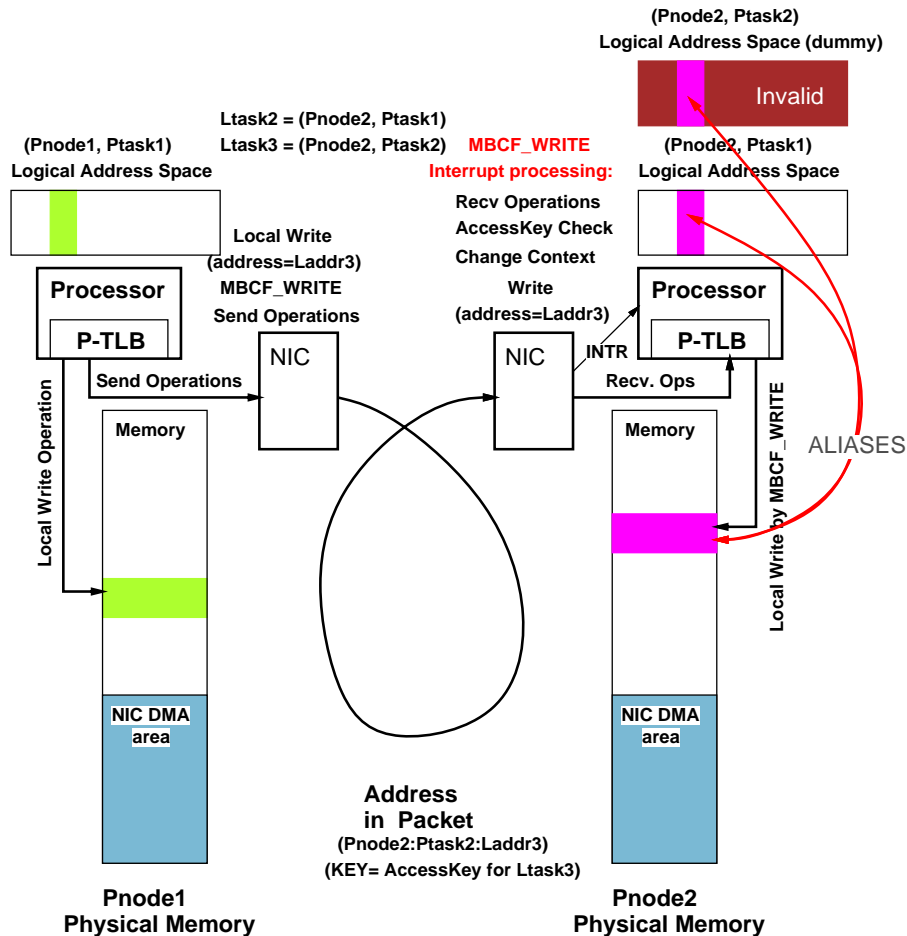 (Pnode2, Ptask2)
Logical Address Space (dummy)
Invalid
Ltask2 = (Pnode2, Ptask1)
Ltask3 = (Pnode2, Ptask2)
(Pnode1, Ptask1)
Logical Address Space
MBCF_WRITE
Interrupt processing:
(Pnode2, Ptask1)
Logical Address Space
Recv Operations
AccessKey Check
Change Context
Local Write
(address=Laddr3)
MBCF_WRITE
Send Operations
Write
(address=Laddr3)
Processor
P-TLB
NIC
NIC
INTR
Processor
P-TLB
Send Operations
Recv. Ops
Local Write Operation
Memory
Memory
Local Write by MBCF_WRITE
ALIASES
NIC DMA
area
NIC DMA
area
Address
in Packet
(Pnode2:Ptask2:Laddr3)
(KEY= AccessKey for Ltask3)
Pnode1
Physical Memory
Pnode2
Physical Memory